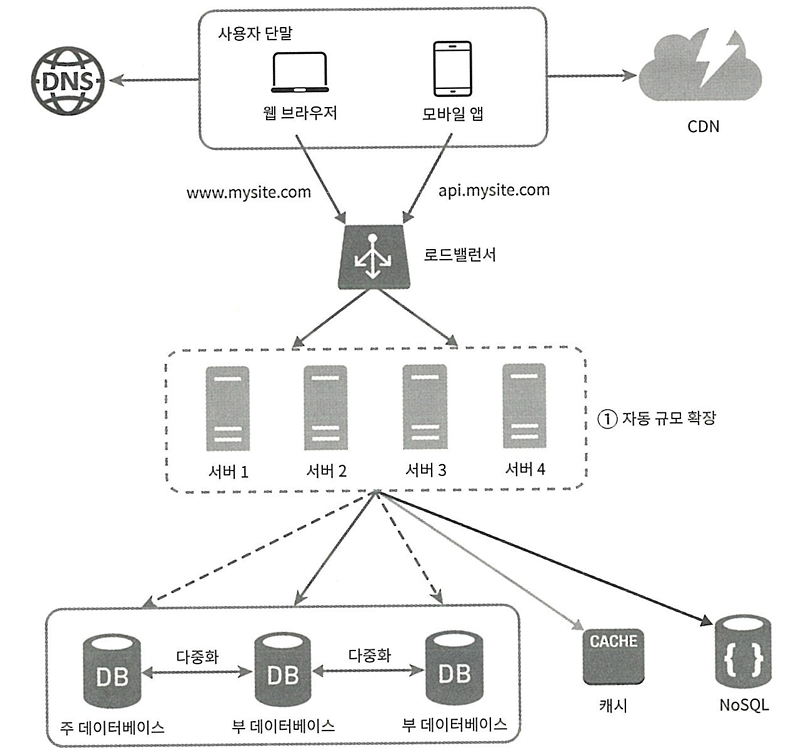 사용자 단말
DNS
웹 브라우저
모바일 앱
CDN
www.mysite.com
api.mysite.com
로드밸런서
서버 1
서버 2
서버 3
서버 4
① 자동 규모 확장
다중화
다중화
DB
DB
DB
CACHE
{ }
주 데이터베이스
부 데이터베이스
부 데이터베이스
캐시
NoSQL